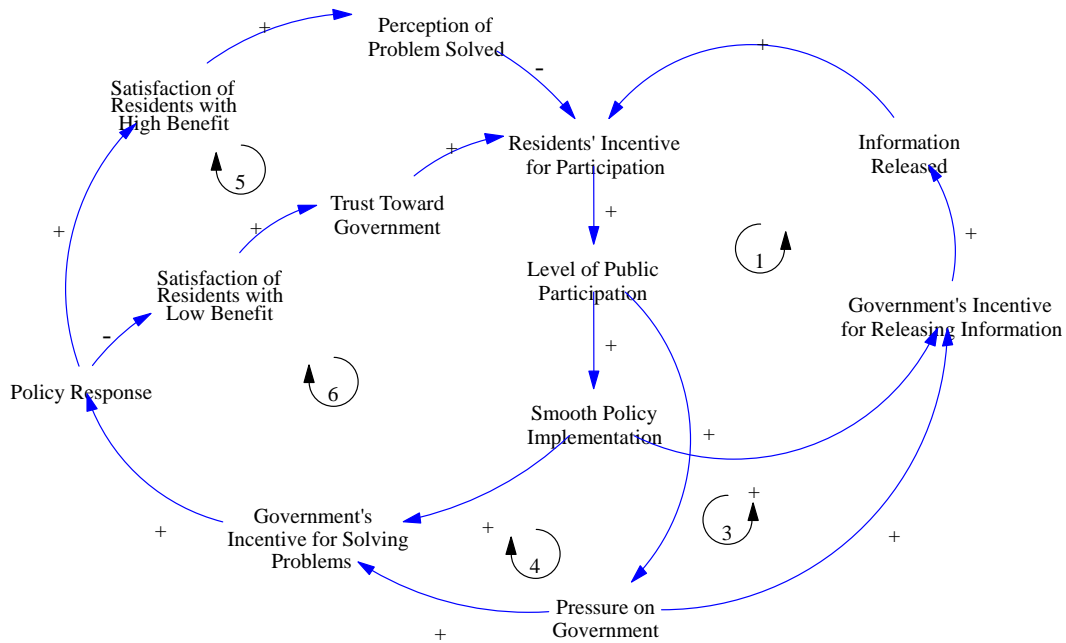 +
Perception of
Problem Solved
-
+
Satisfaction of
Residents with
High Benefit
Residents' Incentive
for Participation
Information
Released
+
5
+
Trust Toward
Government
+
+
+
1
+
Level of Public
Participation
Satisfaction of
Residents with
Low Benefit
Government's Incentive
for Releasing Information
-
+
6
Policy Response
Smooth Policy
Implementation
+
+
3
Government's
Incentive for Solving
Problems
+
+
4
+
Pressure on
Government
+